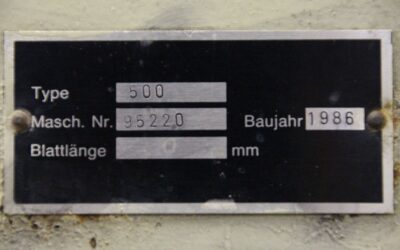 Type 500
Masch. Nr. 95220 Baujahr 1986
Blattlänge mm